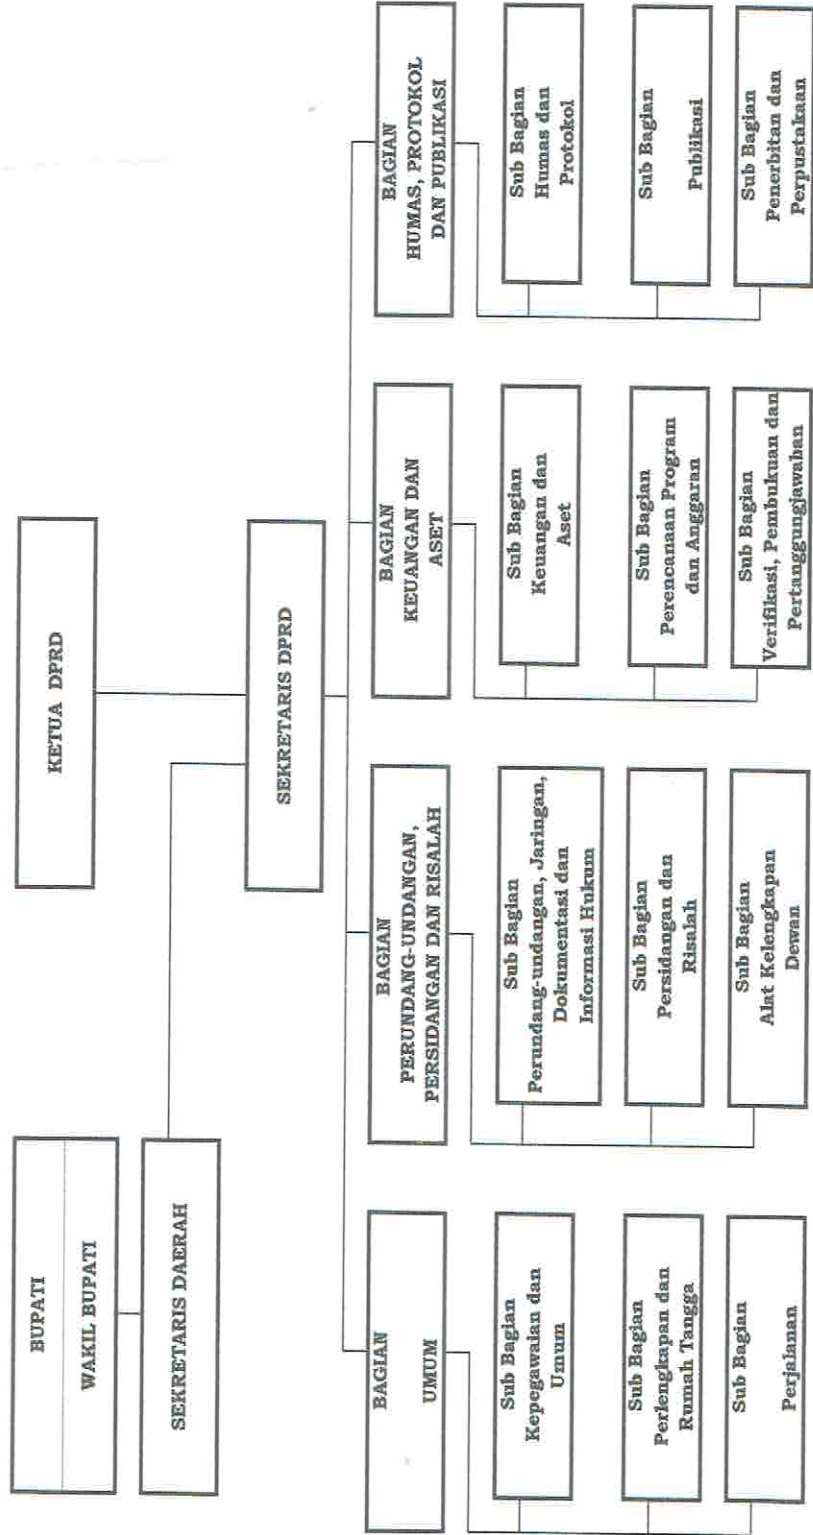 BUPATI
WAKIL BUPATI
SEKRETARIS DAERAH
KETUA DPRD
SEKRETARIS DPRD
BAGIAN
UMUM
Sub Bagian
Kepegawaian dan
Umum
Sub Bagian
Perlengkapan dan
Rumah Tangga
Sub Bagian
Perjalanan
BAGIAN
PERUNDANG-UNDANGAN,
PERSIDANGAN DAN RISALAH
Sub Bagian
Perundang-undangan, Jaringan,
Dokumentasi dan
Informasi Hukum
Sub Bagian
Persidangan dan
Risalah
Sub Bagian
Alat Kelengkapan
Dewan
BAGIAN
KEUANGAN DAN
ASET
Sub Bagian
Keuangan dan
Aset
Sub Bagian
Perencanaan Program
dan Anggaran
Sub Bagian
Verifikasi, Pembukuan dan
Pertanggungjawaban
BAGIAN
HUMAS, PROTOKOL
DAN PUBLIKASI
Sub Bagian
Humas dan
Protokol
Sub Bagian
Publikasi
Sub Bagian
Penerbitan dan
Perpustakaan